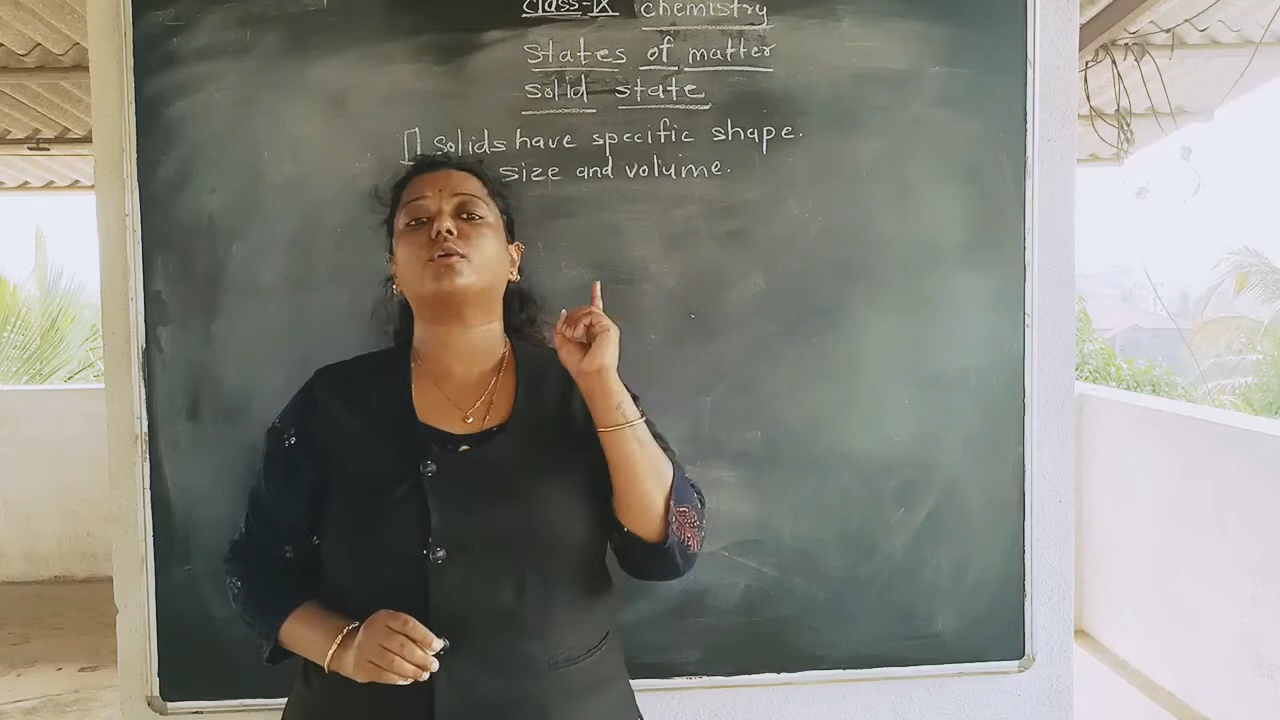 class-IX chemistry
states of matter
solid state
1] solids have specific shape.
size and volume.